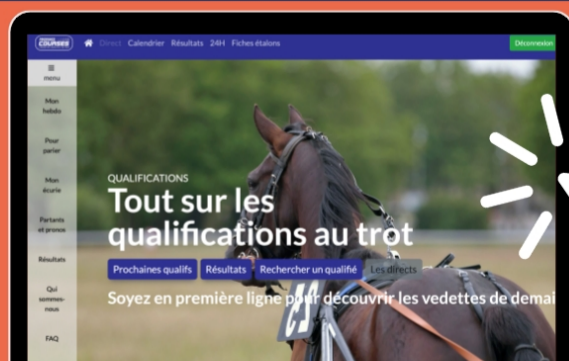 COURSES
Direct Calendrier Résultats 24H Fiches étalons
Déconnexion
menu
Mon
hebdo
Pour
parier
Mon
écurie
Partants
et pronos
Résultats
Qui
sommes-
nous
FAQ
QUALIFICATIONS
Tout sur les
qualifications au trot
Prochaines qualifs Résultats Rechercher un qualifié Les directs
Soyez en première ligne pour découvrir les vedettes de demai